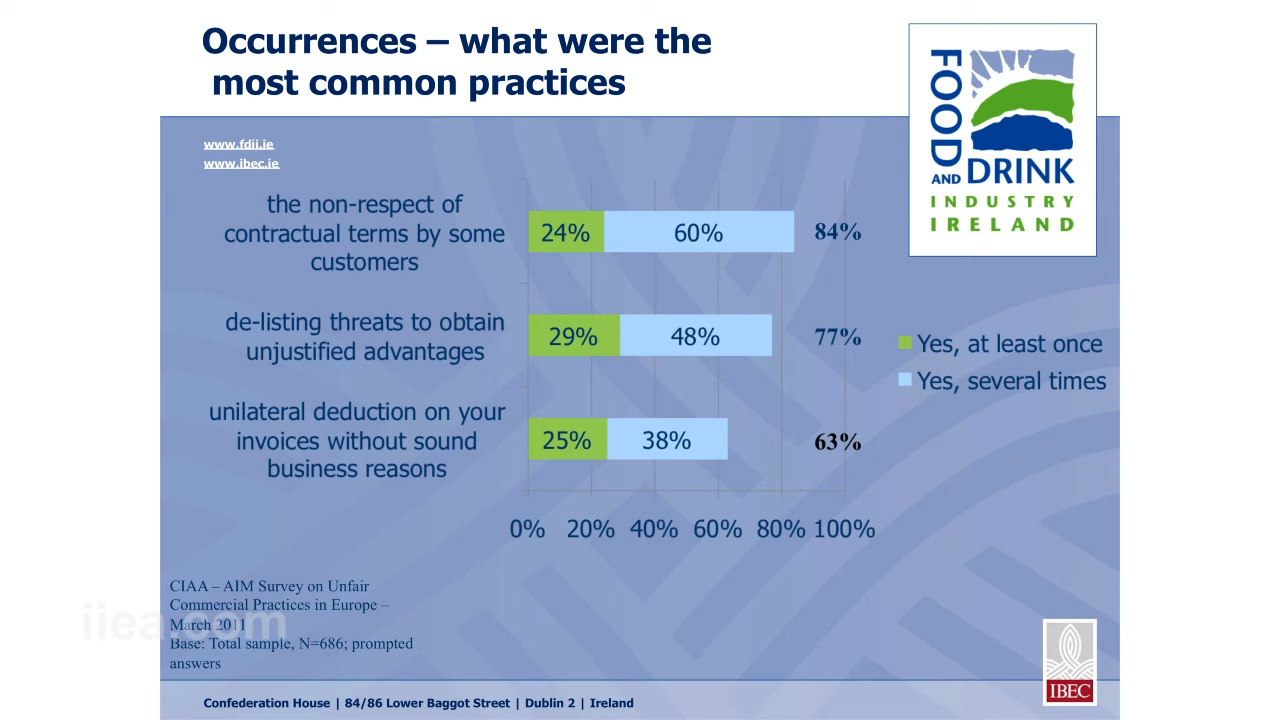 Occurrences – what were the
most common practices
www.fdii.ie
www.ibec.ie
FOOD
AND DRINK
INDUSTRY
IRELAND
the non-respect of
contractual terms by some
customers
24% 60% 84%
de-listing threats to obtain
unjustified advantages
29% 48% 77%
unilateral deduction on your
invoices without sound
business reasons
25% 38% 63%
Yes, at least once
Yes, several times
0% 20% 40% 60% 80% 100%
CIAA – AIM Survey on Unfair
Commercial Practices in Europe –
March 2011
Base: Total sample, N=686; prompted
answers
iiea.com
IBEC
Confederation House | 84/86 Lower Baggot Street | Dublin 2 | Ireland